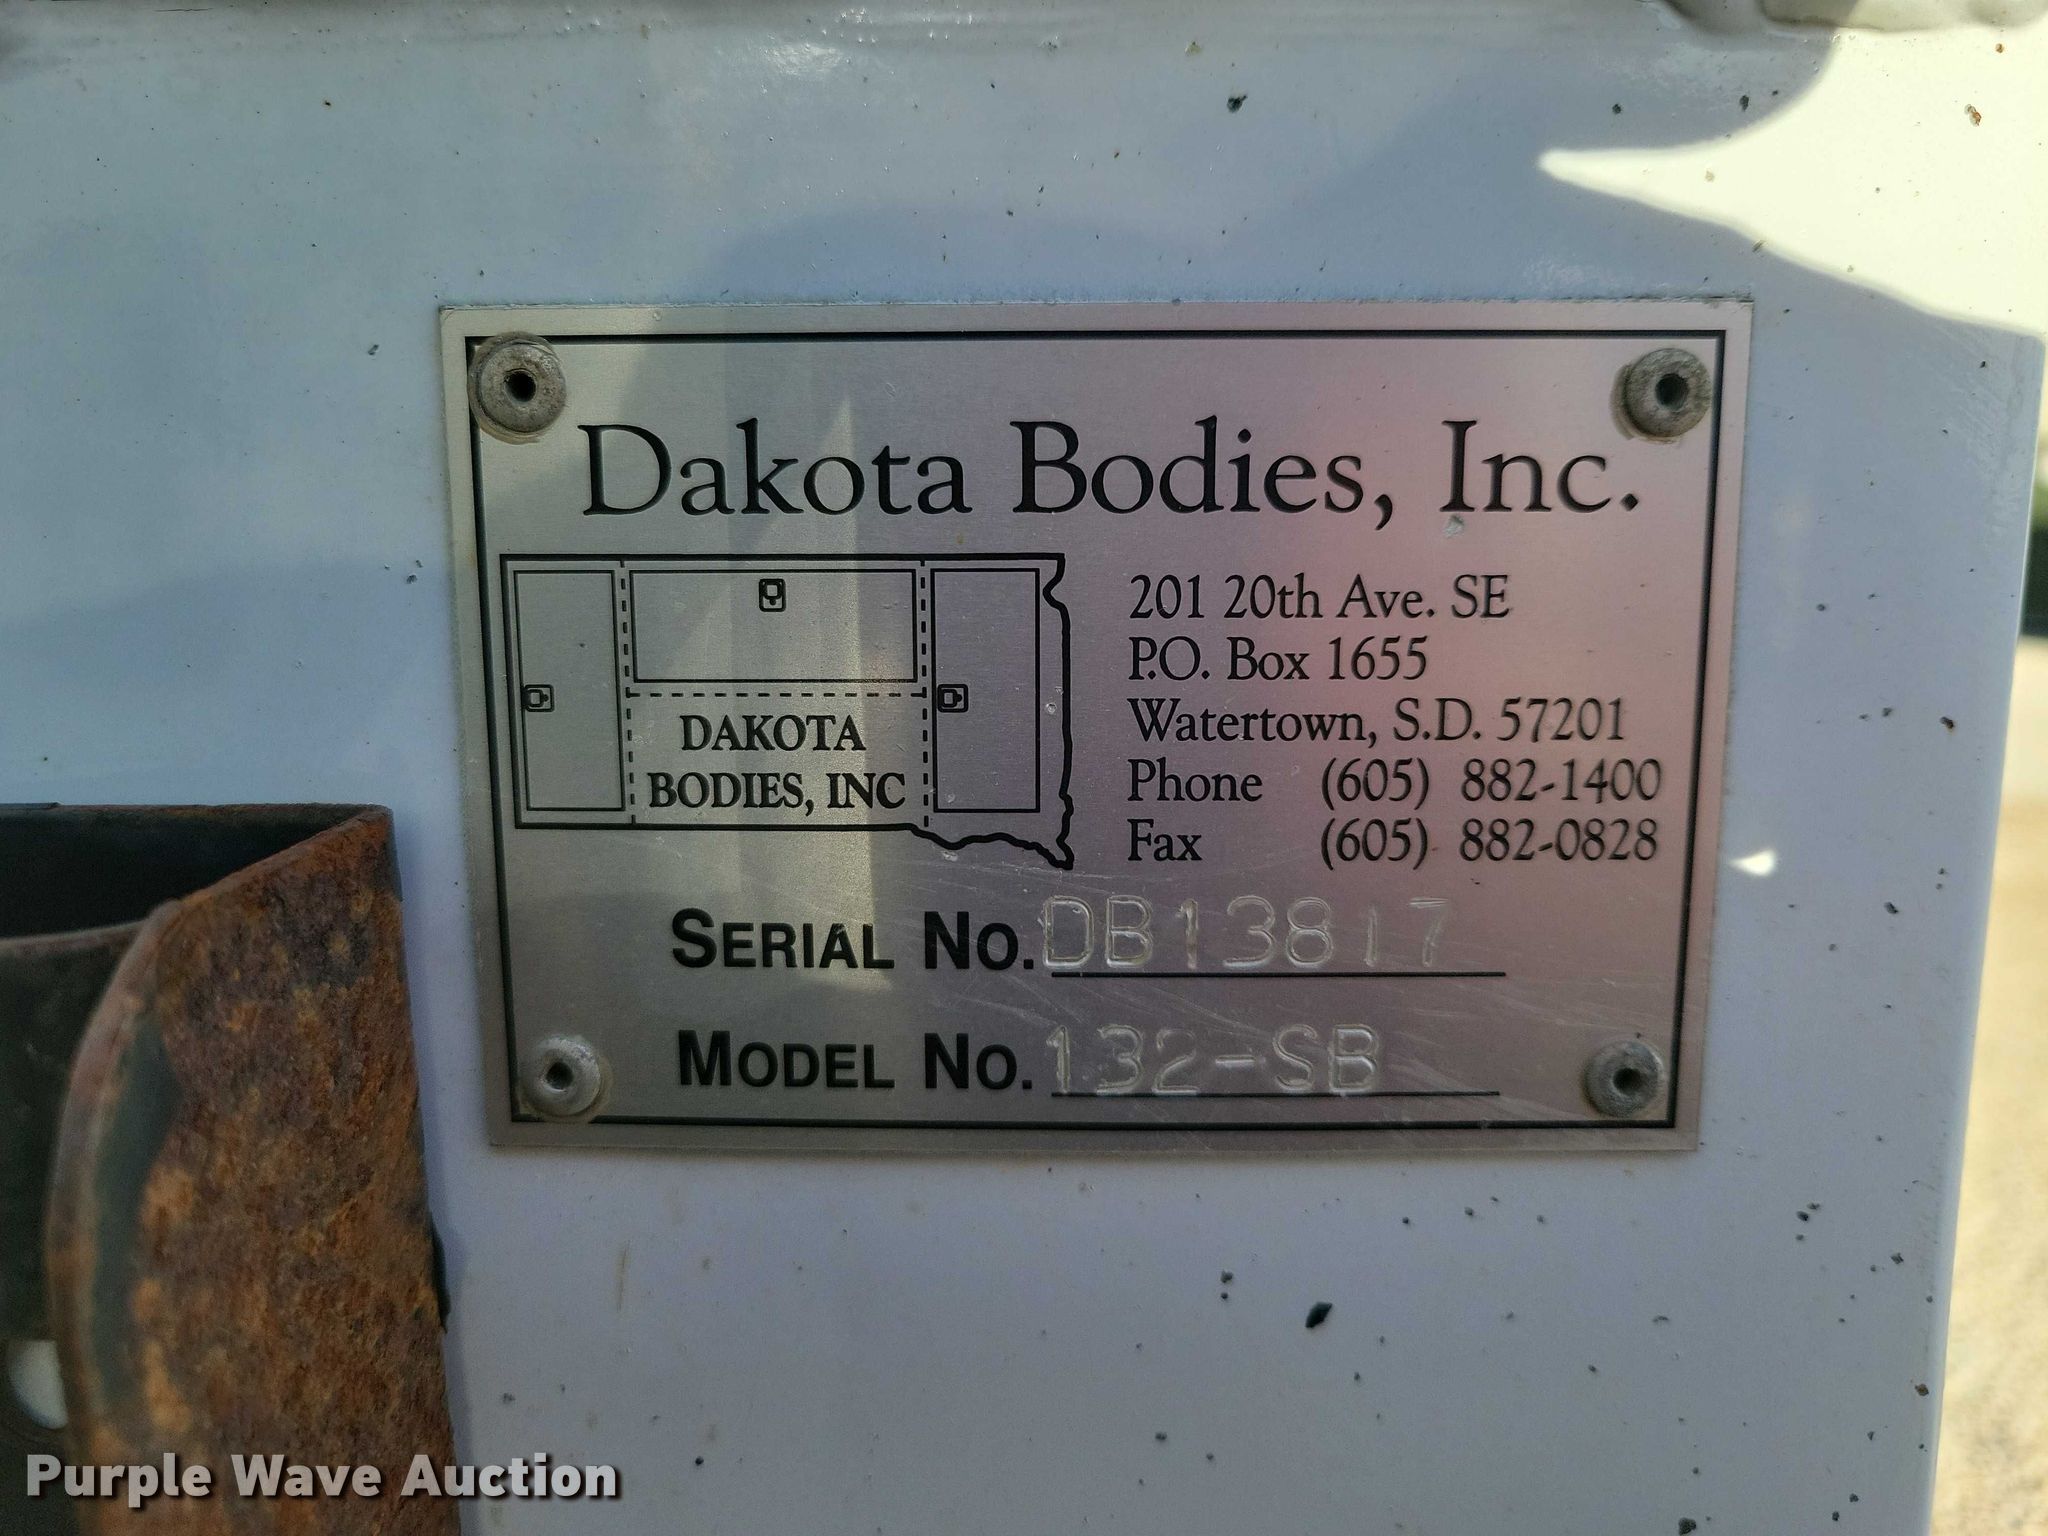 Dakota Bodies, Inc.
DAKOTA
BODIES, INC
201 20th Ave. SE
P.O. Box 1655
Watertown, S.D. 57201
Phone (605) 882-1400
Fax (605) 882-0828
SERIAL NO. DB13817
MODEL NO. 132-SB
Purple Wave Auction